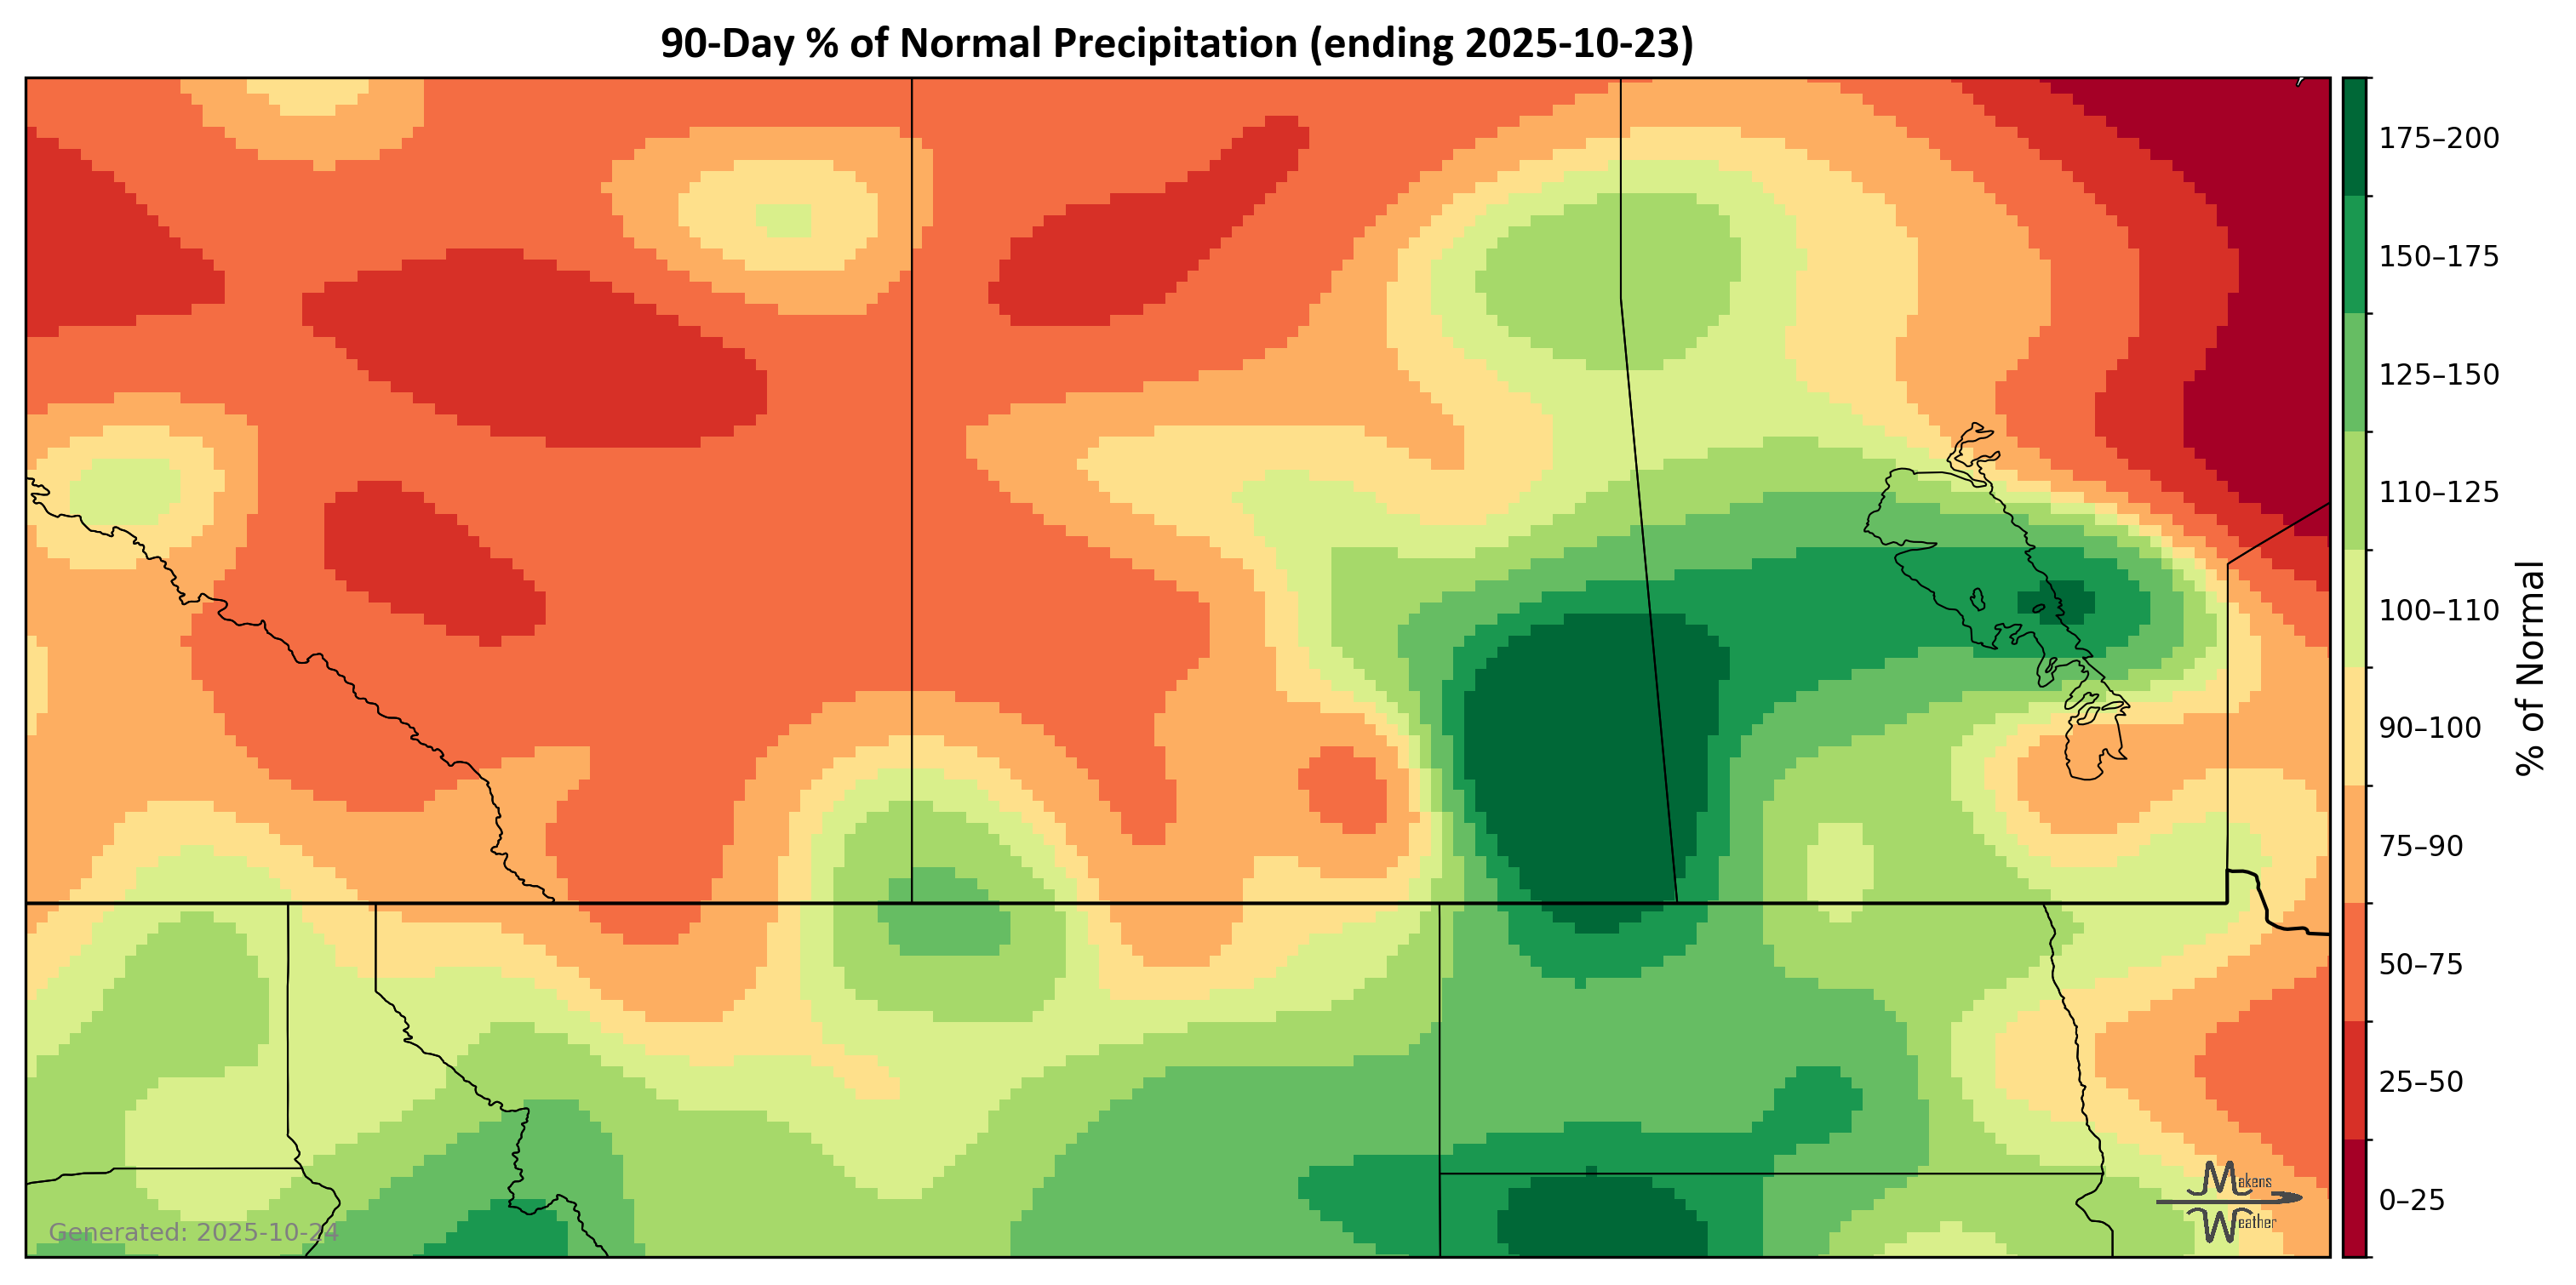 90-Day % of Normal Precipitation (ending 2025-10-23)
175–200
150–175
125–150
110–125
100–110
90–100
75–90
50–75
25–50
0–25
% of Normal
Generated: 2025-10-24
Makens
Weather